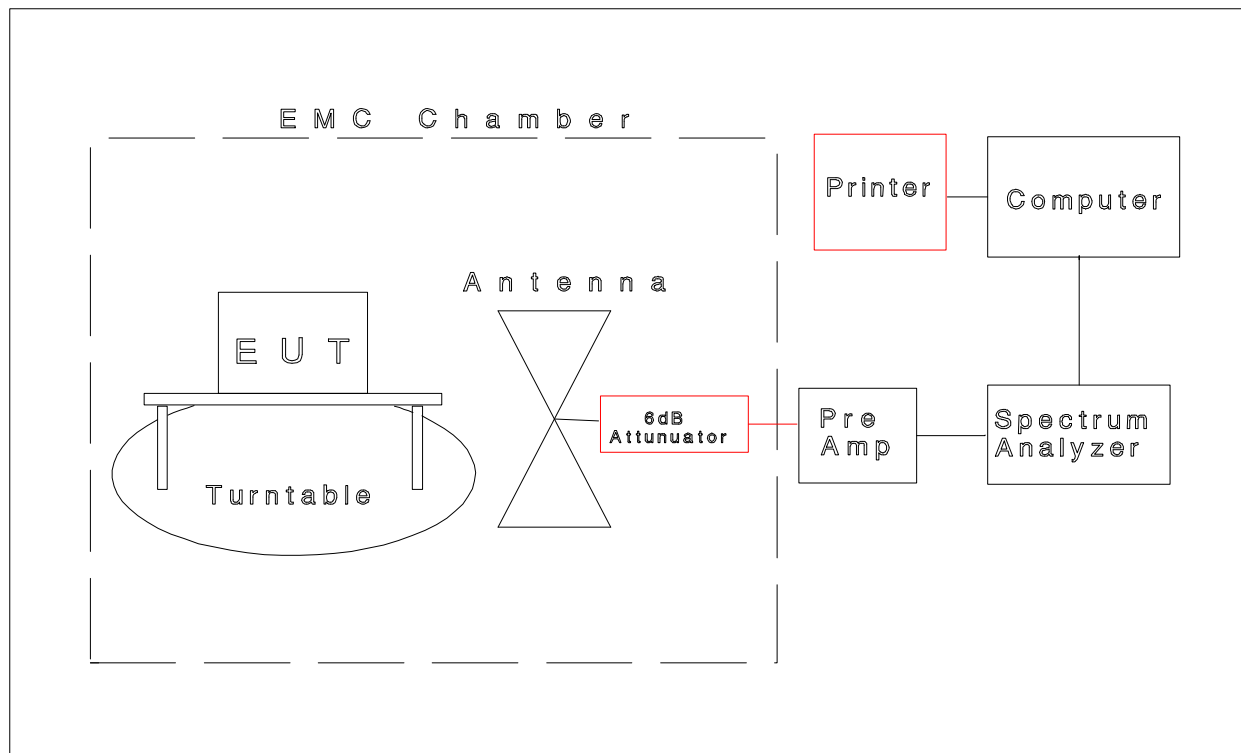 EMC Chamber
Printer
Computer
Antenna
EUT
6dB
Attunuator
Pre
Amp
Spectrum
Analyzer
Turntable